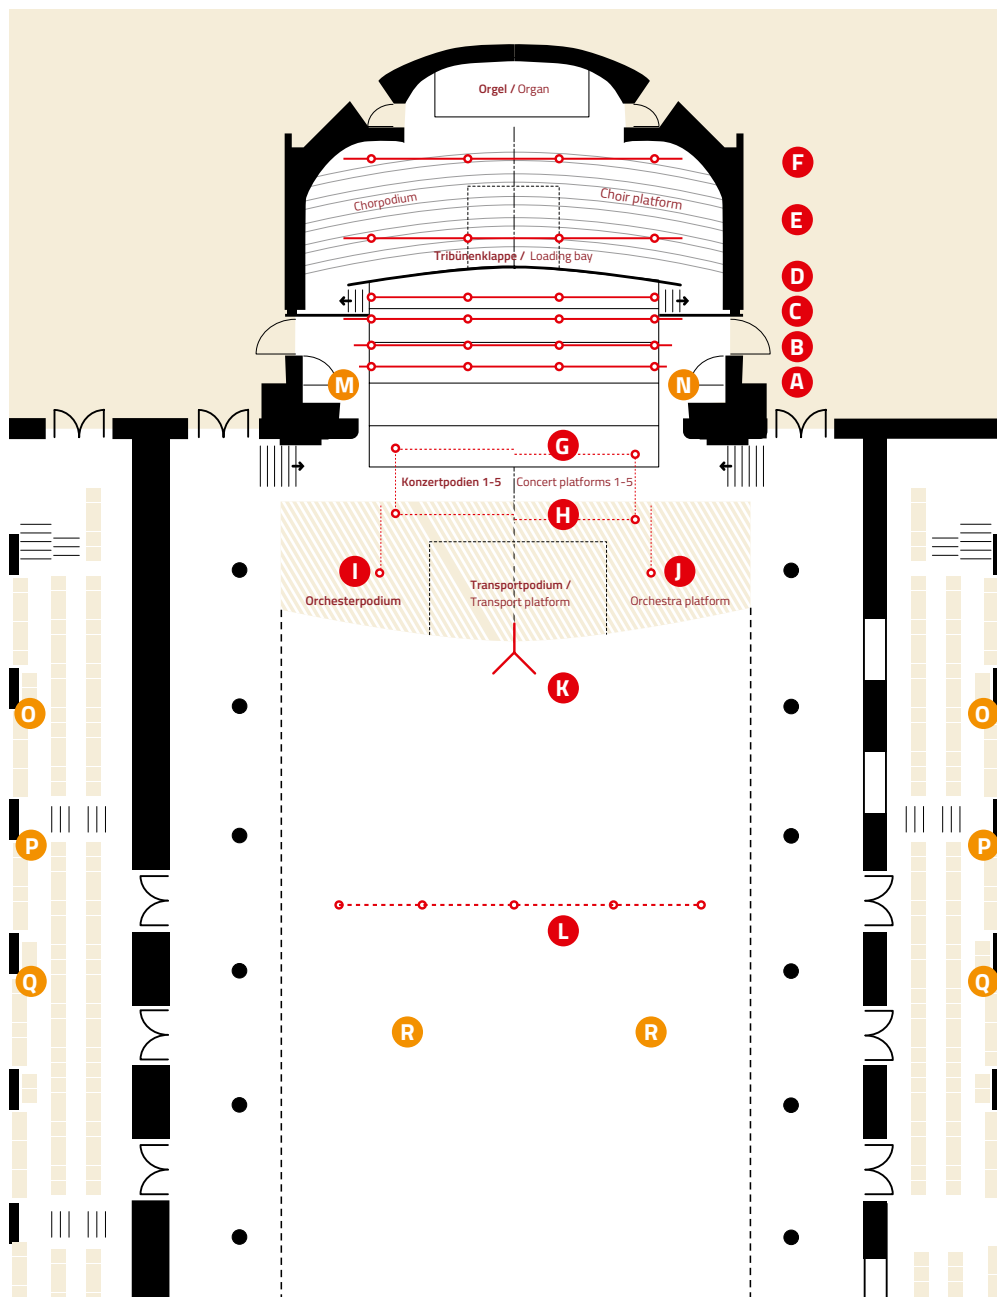 Orgel / Organ
F
Chorpodium
Choir platform
E
Tribünenklappe / Loading bay
D
C
B
A
M
N
G
Konzertpodien 1-5
Concert platforms 1-5
H
I
J
Transportpodium /
Transport platform
Orchesterpodium
Orchestra platform
K
O
O
P
P
L
Q
Q
R
R